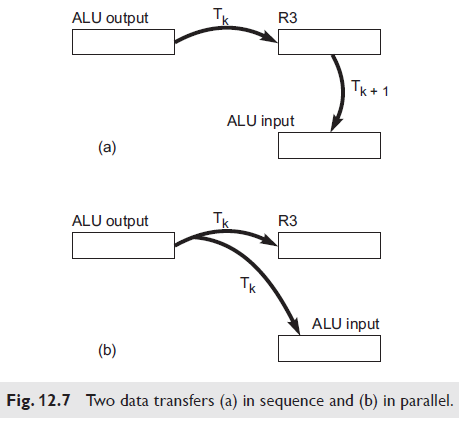 ALU output
Tk
R3
Tk + 1
ALU input
(a)
ALU output
Tk
R3
Tk
ALU input
(b)
Fig. 12.7 Two data transfers (a) in sequence and (b) in parallel.